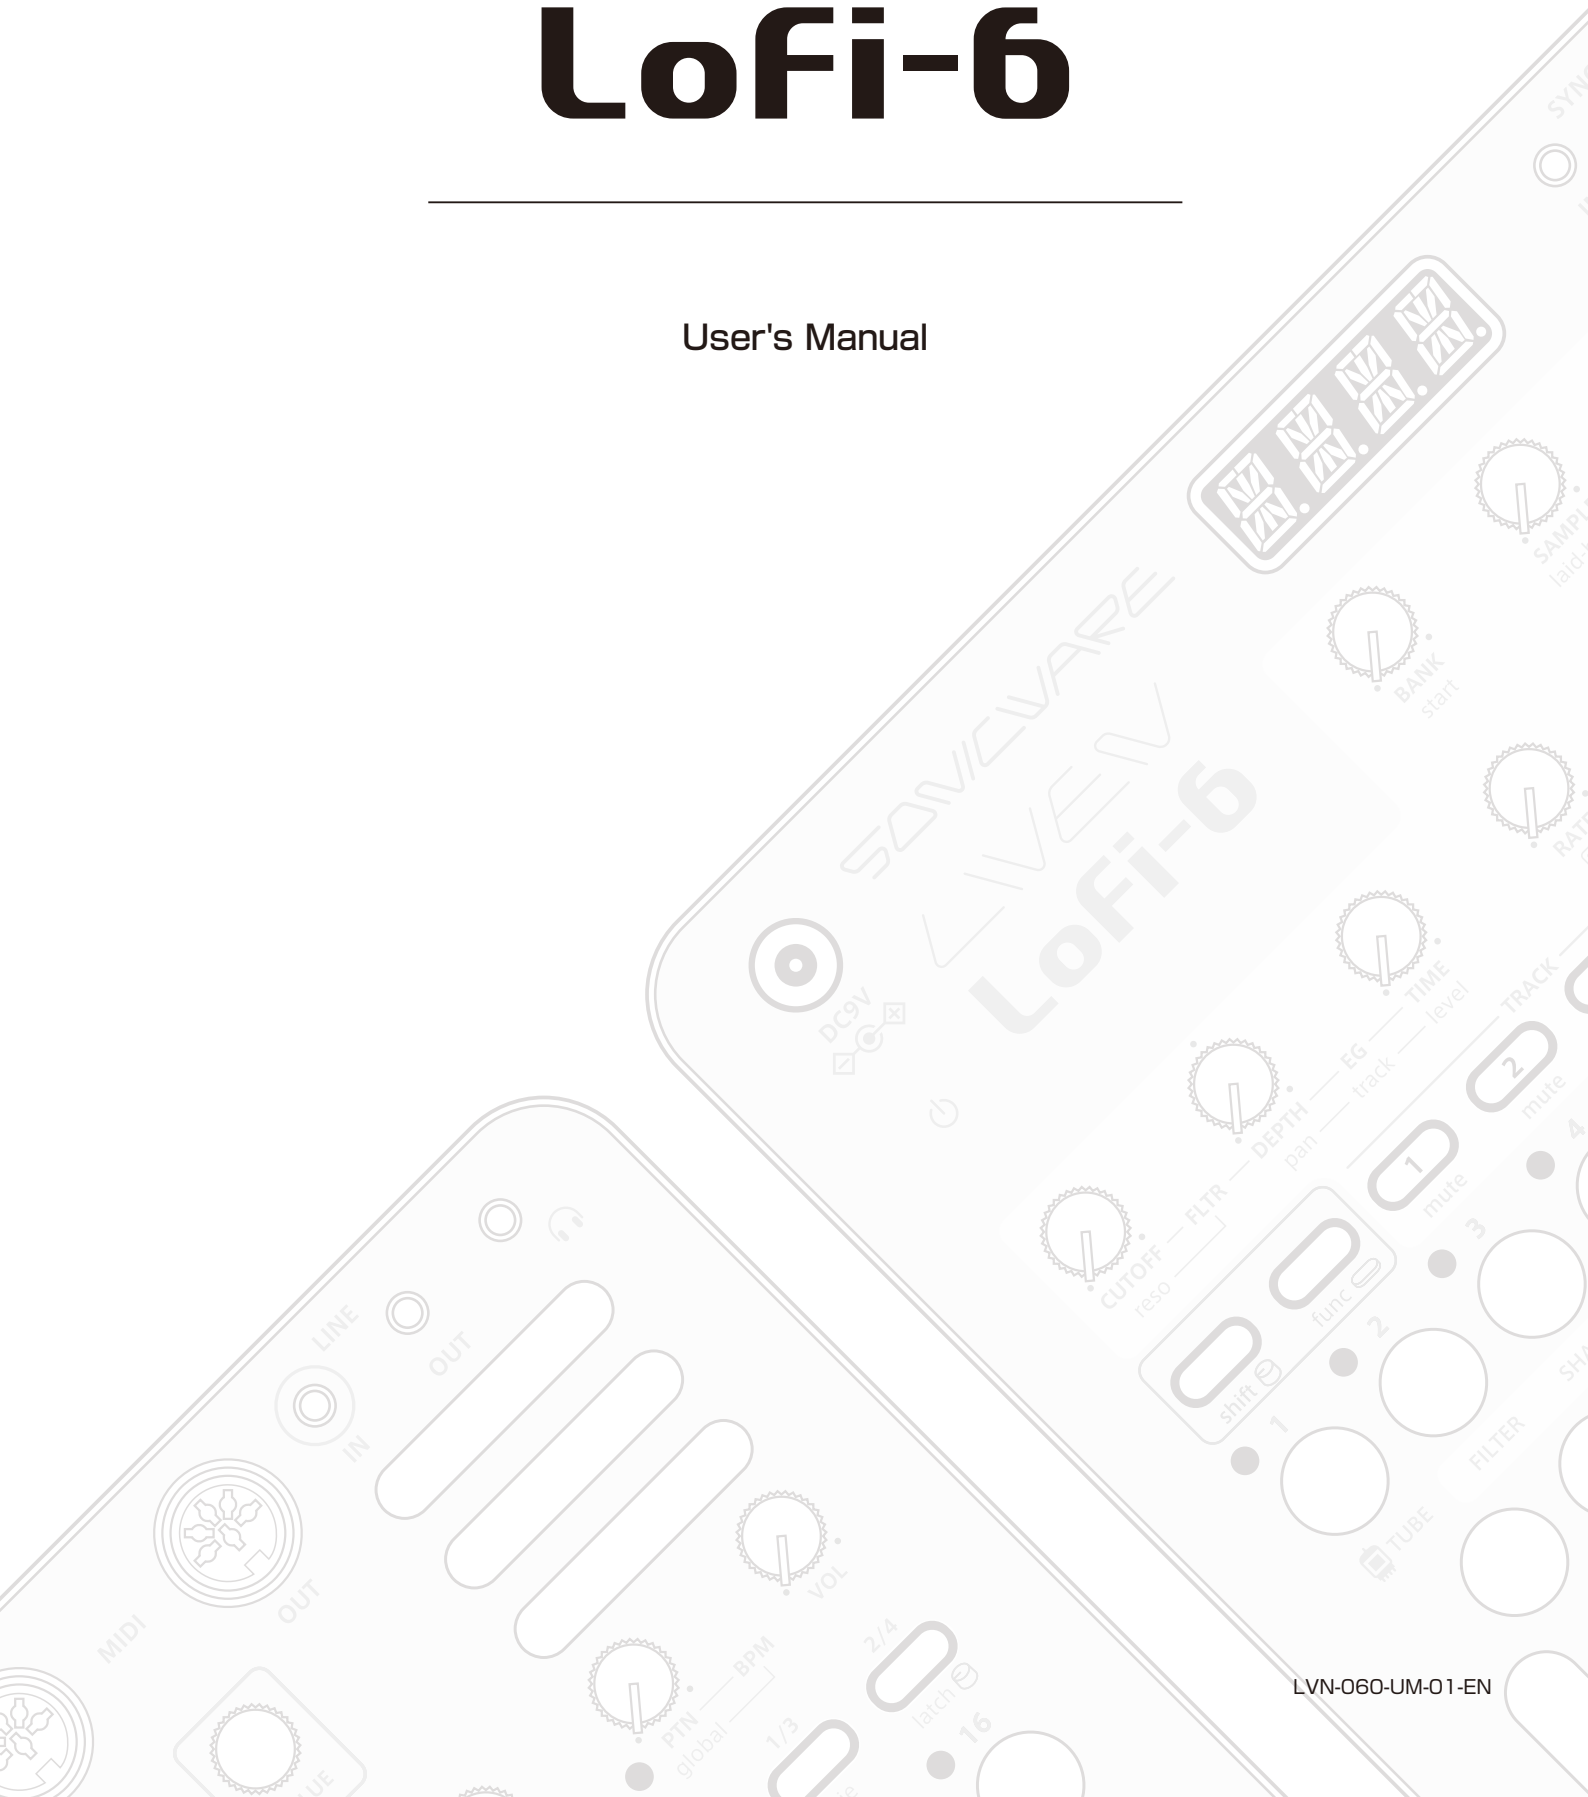 LoFi-6
User's Manual
SYNC
SAMPLE
BANK
start
SONICWARE
LIVEN
LoFi-6
DC9V
CUTOFF
FLTR
DEPTH
EG
TIME
reso
pan
track
level
TRACK
1
mute
2
mute
func
shift
1
2
3
4
FILTER
TUBE
LINE
OUT
IN
MIDI
OUT
VOL
PTN
BPM
global
1/3
2/4
latch
16
LVN-060-UM-01-EN